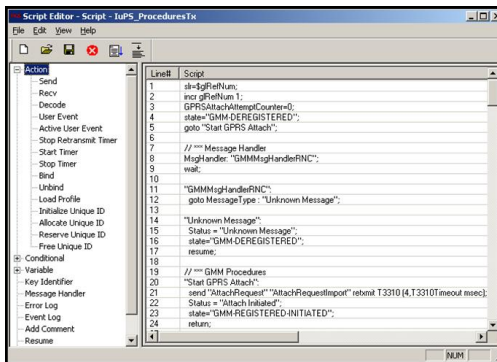 Script Editor - Script - IuPS_ProceduresTx
File Edit View Help
Action
Send
Recv
Decode
User Event
Active User Event
Stop Retransmit Timer
Start Timer
Stop Timer
Bind
Unbind
Load Profile
Initialize Unique ID
Allocate Unique ID
Reserve Unique ID
Free Unique ID
Conditional
Variable
Key Identifier
Message Handler
Error Log
Event Log
Add Comment
Resume
Line# Script
1 slr=$glRefNum;
2 incr glRefNum 1;
3 GPRSAttachAttemptCounter=0;
4 state="GMM-DEREGISTERED";
5 goto "Start GPRS Attach";
6
7 // *** Message Handler
8 MsgHandler: "GMMMsgHandlerRNC";
9 wait;
10
11 "GMMMsgHandlerRNC":
12 goto MessageType : "Unknown Message";
13
14 "Unknown Message":
15 Status = "Unknown Message";
16 state="GMM-DEREGISTERED";
17 resume;
18
19 // *** GMM Procedures
20 "Start GPRS Attach":
21 send "AttachRequest" "AttachRequestImport" retxmit T3310 (4,T3310Timeout msec);
22 Status = "Attach Initiated";
23 state="GMM-REGISTERED-INITIATED";
24 return;
NUM